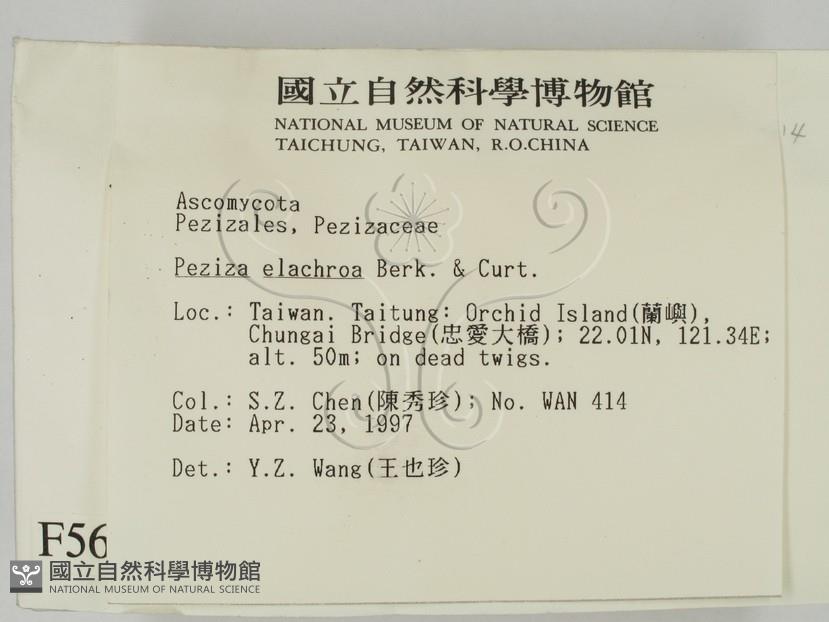 國立自然科學博物館
NATIONAL MUSEUM OF NATURAL SCIENCE
TAICHUNG, TAIWAN, R.O.CHINA
14
Ascomycota
Pezizales, Pezizaceae
Peziza elachroa Berk. & Curt.
Loc.: Taiwan. Taitung: Orchid Island(蘭嶼),
Chungai Bridge(忠愛大橋); 22.01N, 121.34E;
alt. 50m; on dead twigs.
Col.: S.Z. Chen(陳秀珍); No. WAN 414
Date: Apr. 23, 1997
Det.: Y.Z. Wang(王也珍)
F56
國立自然科學博物館
NATIONAL MUSEUM OF NATURAL SCIENCE